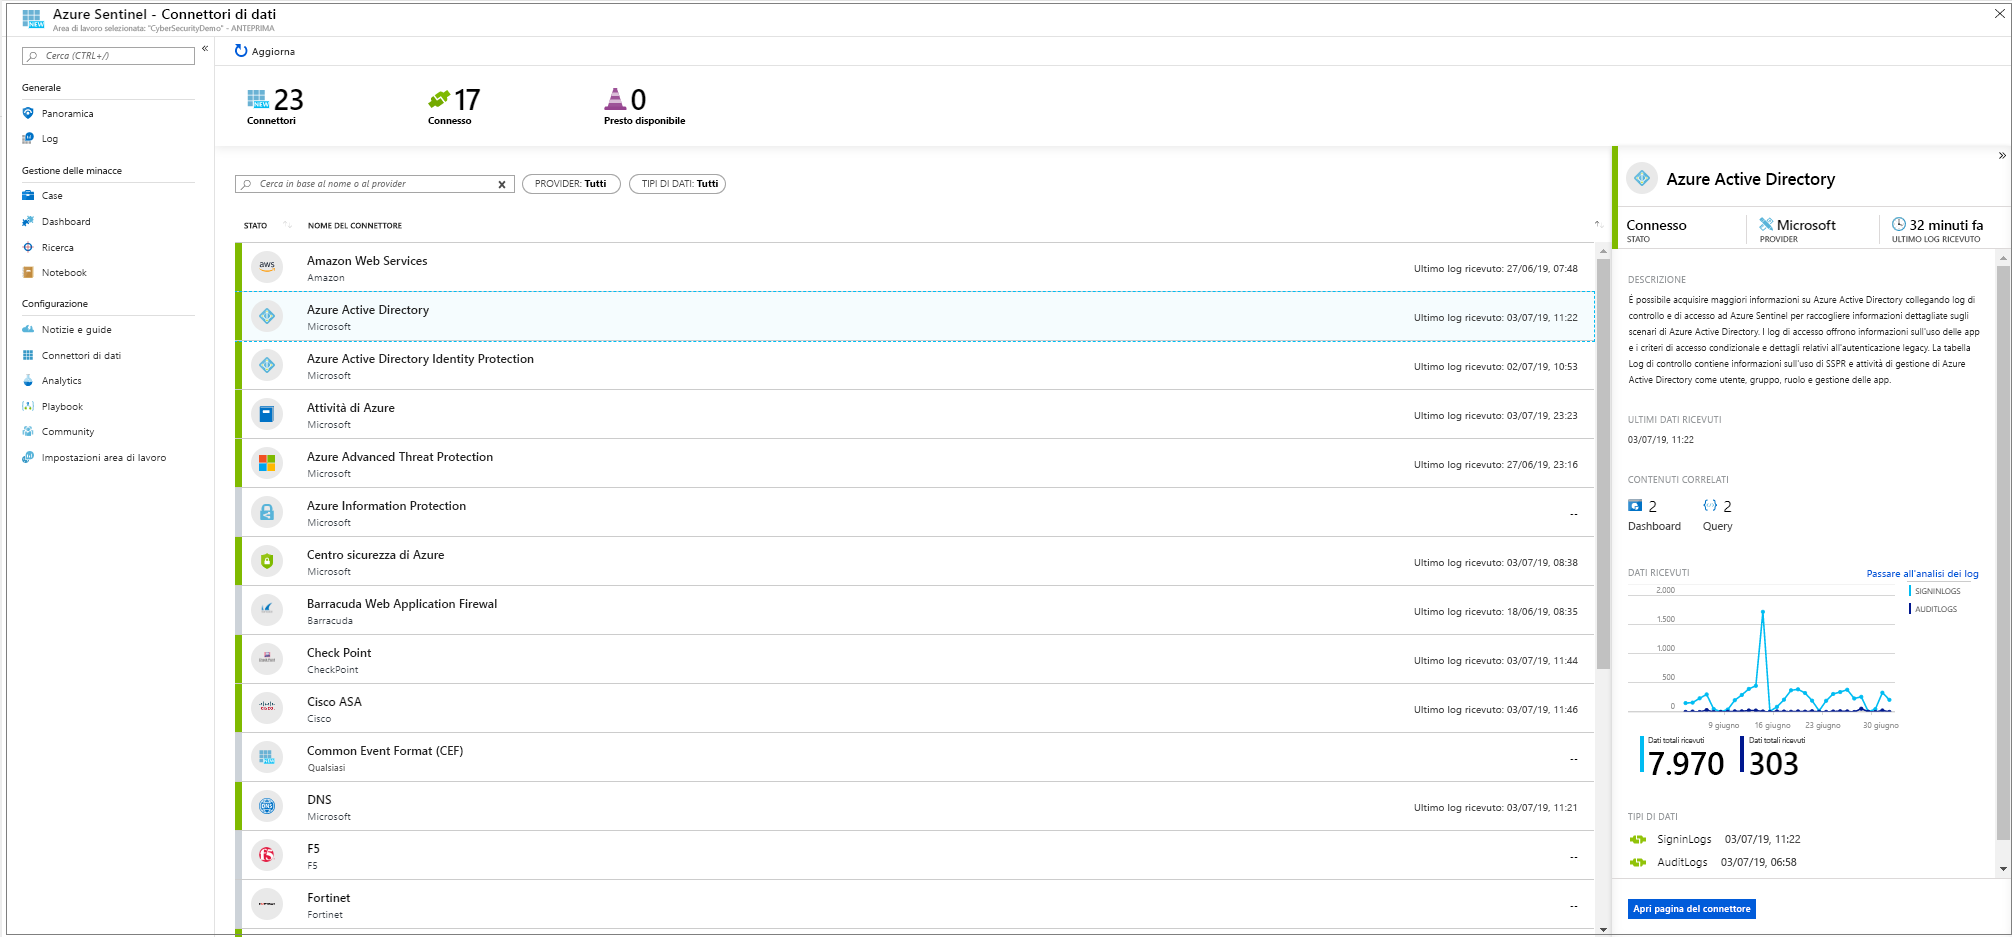 Azure Sentinel - Connettori di dati
Area di lavoro selezionata: "CyberSecurityDemo" - ANTEPRIMA
Cerca (CTRL+/)
Aggiorna
Generale
Panoramica
Log
Gestione delle minacce
Case
Dashboard
Ricerca
Notebook
Configurazione
Notizie e guide
Connettori di dati
Analytics
Playbook
Community
Impostazioni area di lavoro
23
Connettori
17
Connesso
0
Presto disponibile
Cerca in base al nome o al provider
PROVIDER: Tutti
TIPI DI DATI: Tutti
STATO
NOME DEL CONNETTORE
Amazon Web Services
Amazon
Ultimo log ricevuto: 27/06/19, 07:48
Azure Active Directory
Microsoft
Ultimo log ricevuto: 03/07/19, 11:22
Azure Active Directory Identity Protection
Microsoft
Ultimo log ricevuto: 02/07/19, 10:53
Attività di Azure
Microsoft
Ultimo log ricevuto: 03/07/19, 23:23
Azure Advanced Threat Protection
Microsoft
Ultimo log ricevuto: 27/06/19, 23:16
Azure Information Protection
Microsoft
--
Centro sicurezza di Azure
Microsoft
Ultimo log ricevuto: 03/07/19, 08:38
Barracuda Web Application Firewal
Barracuda
Ultimo log ricevuto: 18/06/19, 08:35
Check Point
CheckPoint
Ultimo log ricevuto: 03/07/19, 11:44
Cisco ASA
Cisco
Ultimo log ricevuto: 03/07/19, 11:46
Common Event Format (CEF)
Qualsiasi
--
DNS
Microsoft
Ultimo log ricevuto: 03/07/19, 11:21
F5
F5
--
Fortinet
Fortinet
--
Azure Active Directory
Connesso
STATO
Microsoft
PROVIDER
32 minuti fa
ULTIMO LOG RICEVUTO
DESCRIZIONE
È possibile acquisire maggiori informazioni su Azure Active Directory collegando log di
controllo e di accesso ad Azure Sentinel per raccogliere informazioni dettagliate sugli
scenari di Azure Active Directory. I log di accesso offrono informazioni sull'uso delle app
e i criteri di accesso condizionale e dettagli relativi all'autenticazione legacy. La tabella
Log di controllo contiene informazioni sull'uso di SSPR e attività di gestione di Azure
Active Directory come utente, gruppo, ruolo e gestione delle app.
ULTIMI DATI RICEVUTI
03/07/19, 11:22
CONTENUTI CORRELATI
2
Dashboard
2
Query
DATI RICEVUTI
Passare all'analisi dei log
2.000
1.500
1.000
500
0
SIGNINLOGS
AUDITLOGS
9 giugno
16 giugno
23 giugno
30 giugno
Dati totali ricevuti
7.970
Dati totali ricevuti
303
TIPI DI DATI
SigninLogs 03/07/19, 11:22
AuditLogs 03/07/19, 06:58
Apri pagina del connettore